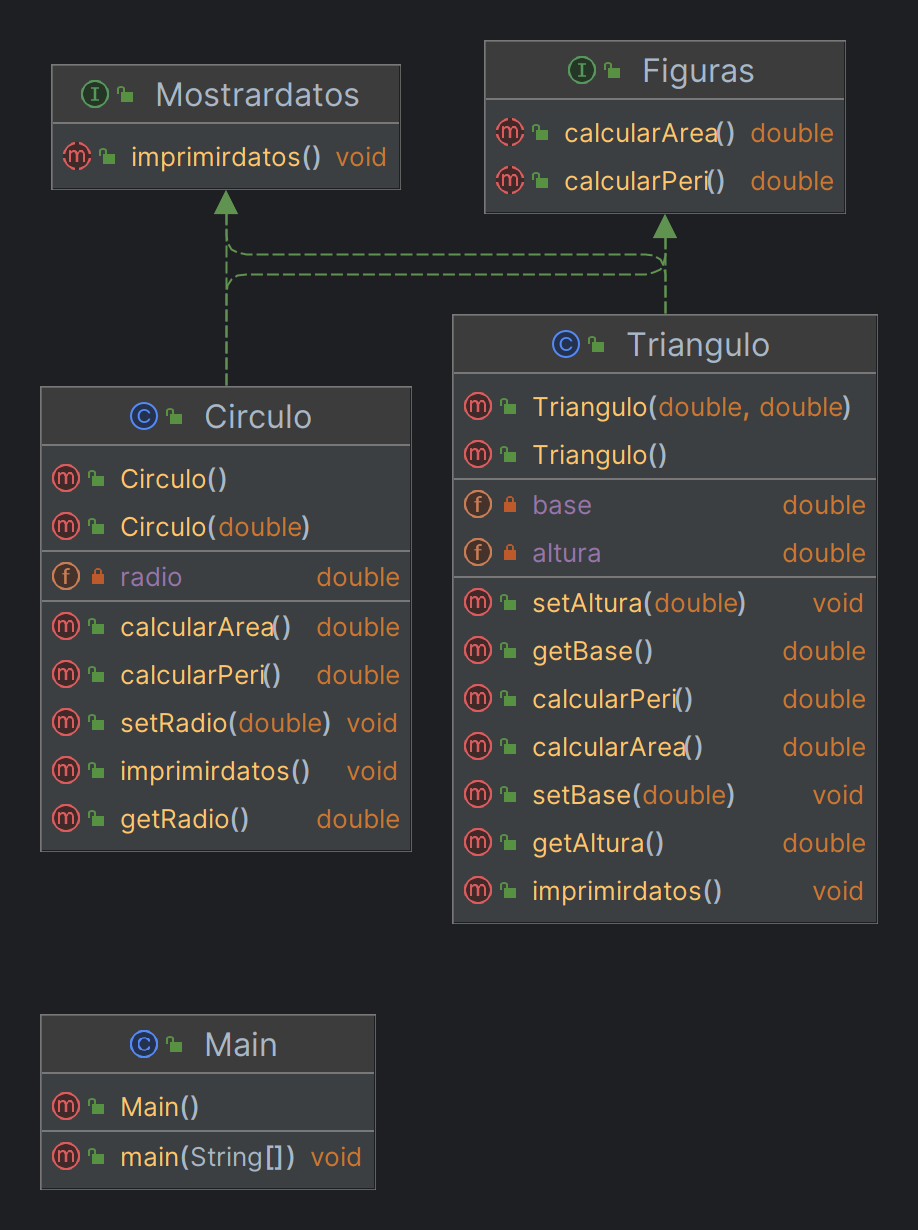 Mostrardatos
imprimirdatos() void
Figuras
calcularArea() double
calcularPeri() double
Circulo
Circulo()
Circulo(double)
radio double
calcularArea() double
calcularPeri() double
setRadio(double) void
imprimirdatos() void
getRadio() double
Triangulo
Triangulo(double, double)
Triangulo()
base double
altura double
setAltura(double) void
getBase() double
calcularPeri() double
calcularArea() double
setBase(double) void
getAltura() double
imprimirdatos() void
Main
Main()
main(String[]) void